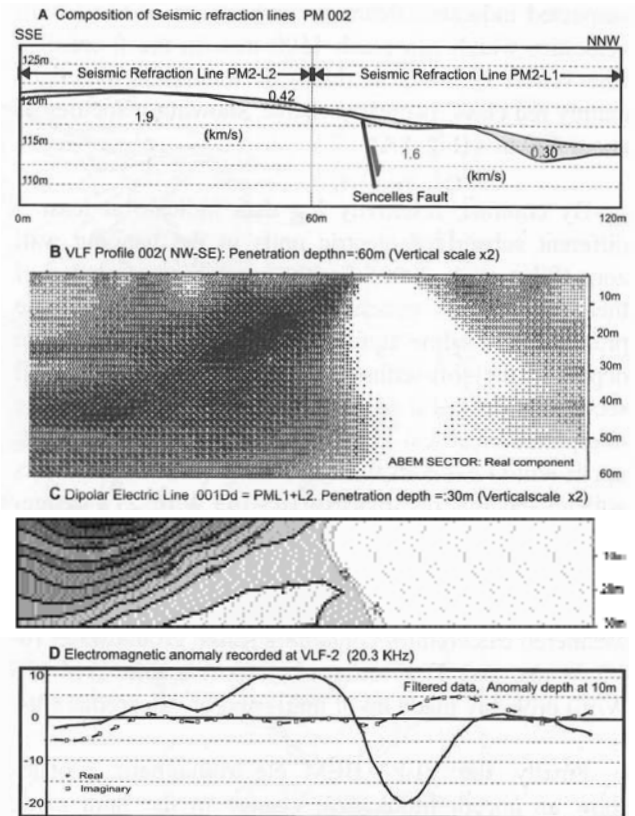 A Composition of Seismic refraction lines PM 002
SSE NNW
125m
Seismic Refraction Line PM2-L2 Seismic Refraction Line PM2-L1
120m
0.42
1.9
(km/s)
115m
1.6
0.30
(km/s)
110m
Sencelles Fault
0m 60m 120m
B VLF Profile 002( NW-SE): Penetration depthn=:60m (Vertical scale x2)
10m
20m
30m
40m
50m
ABEM SECTOR: Real component
60m
C Dipolar Electric Line 001Dd = PML1+L2. Penetration depth =:30m (Verticalscale x2)
10m
20m
30m
D Electromagnetic anomaly recorded at VLF-2 (20.3 KHz)
10
Filtered data, Anomaly depth at 10m
0
-10
Real
Imaginary
-20